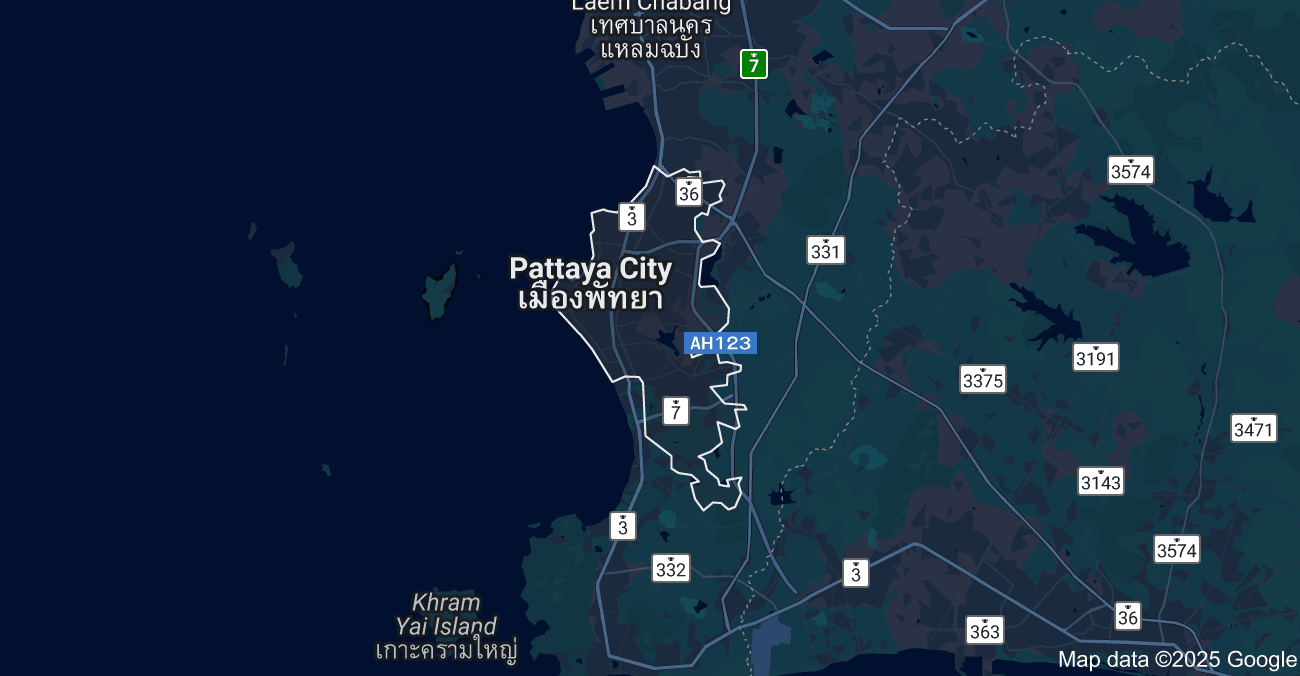 Laem Chabang
เทศบาลนคร
แหลมฉบัง
7
3574
36
3
331
Pattaya City
เมืองพัทยา
AH123
3191
3375
7
3471
3143
3
3574
332
3
Khram
Yai Island
เกาะครามใหญ่
36
363
Map data ©2025 Google